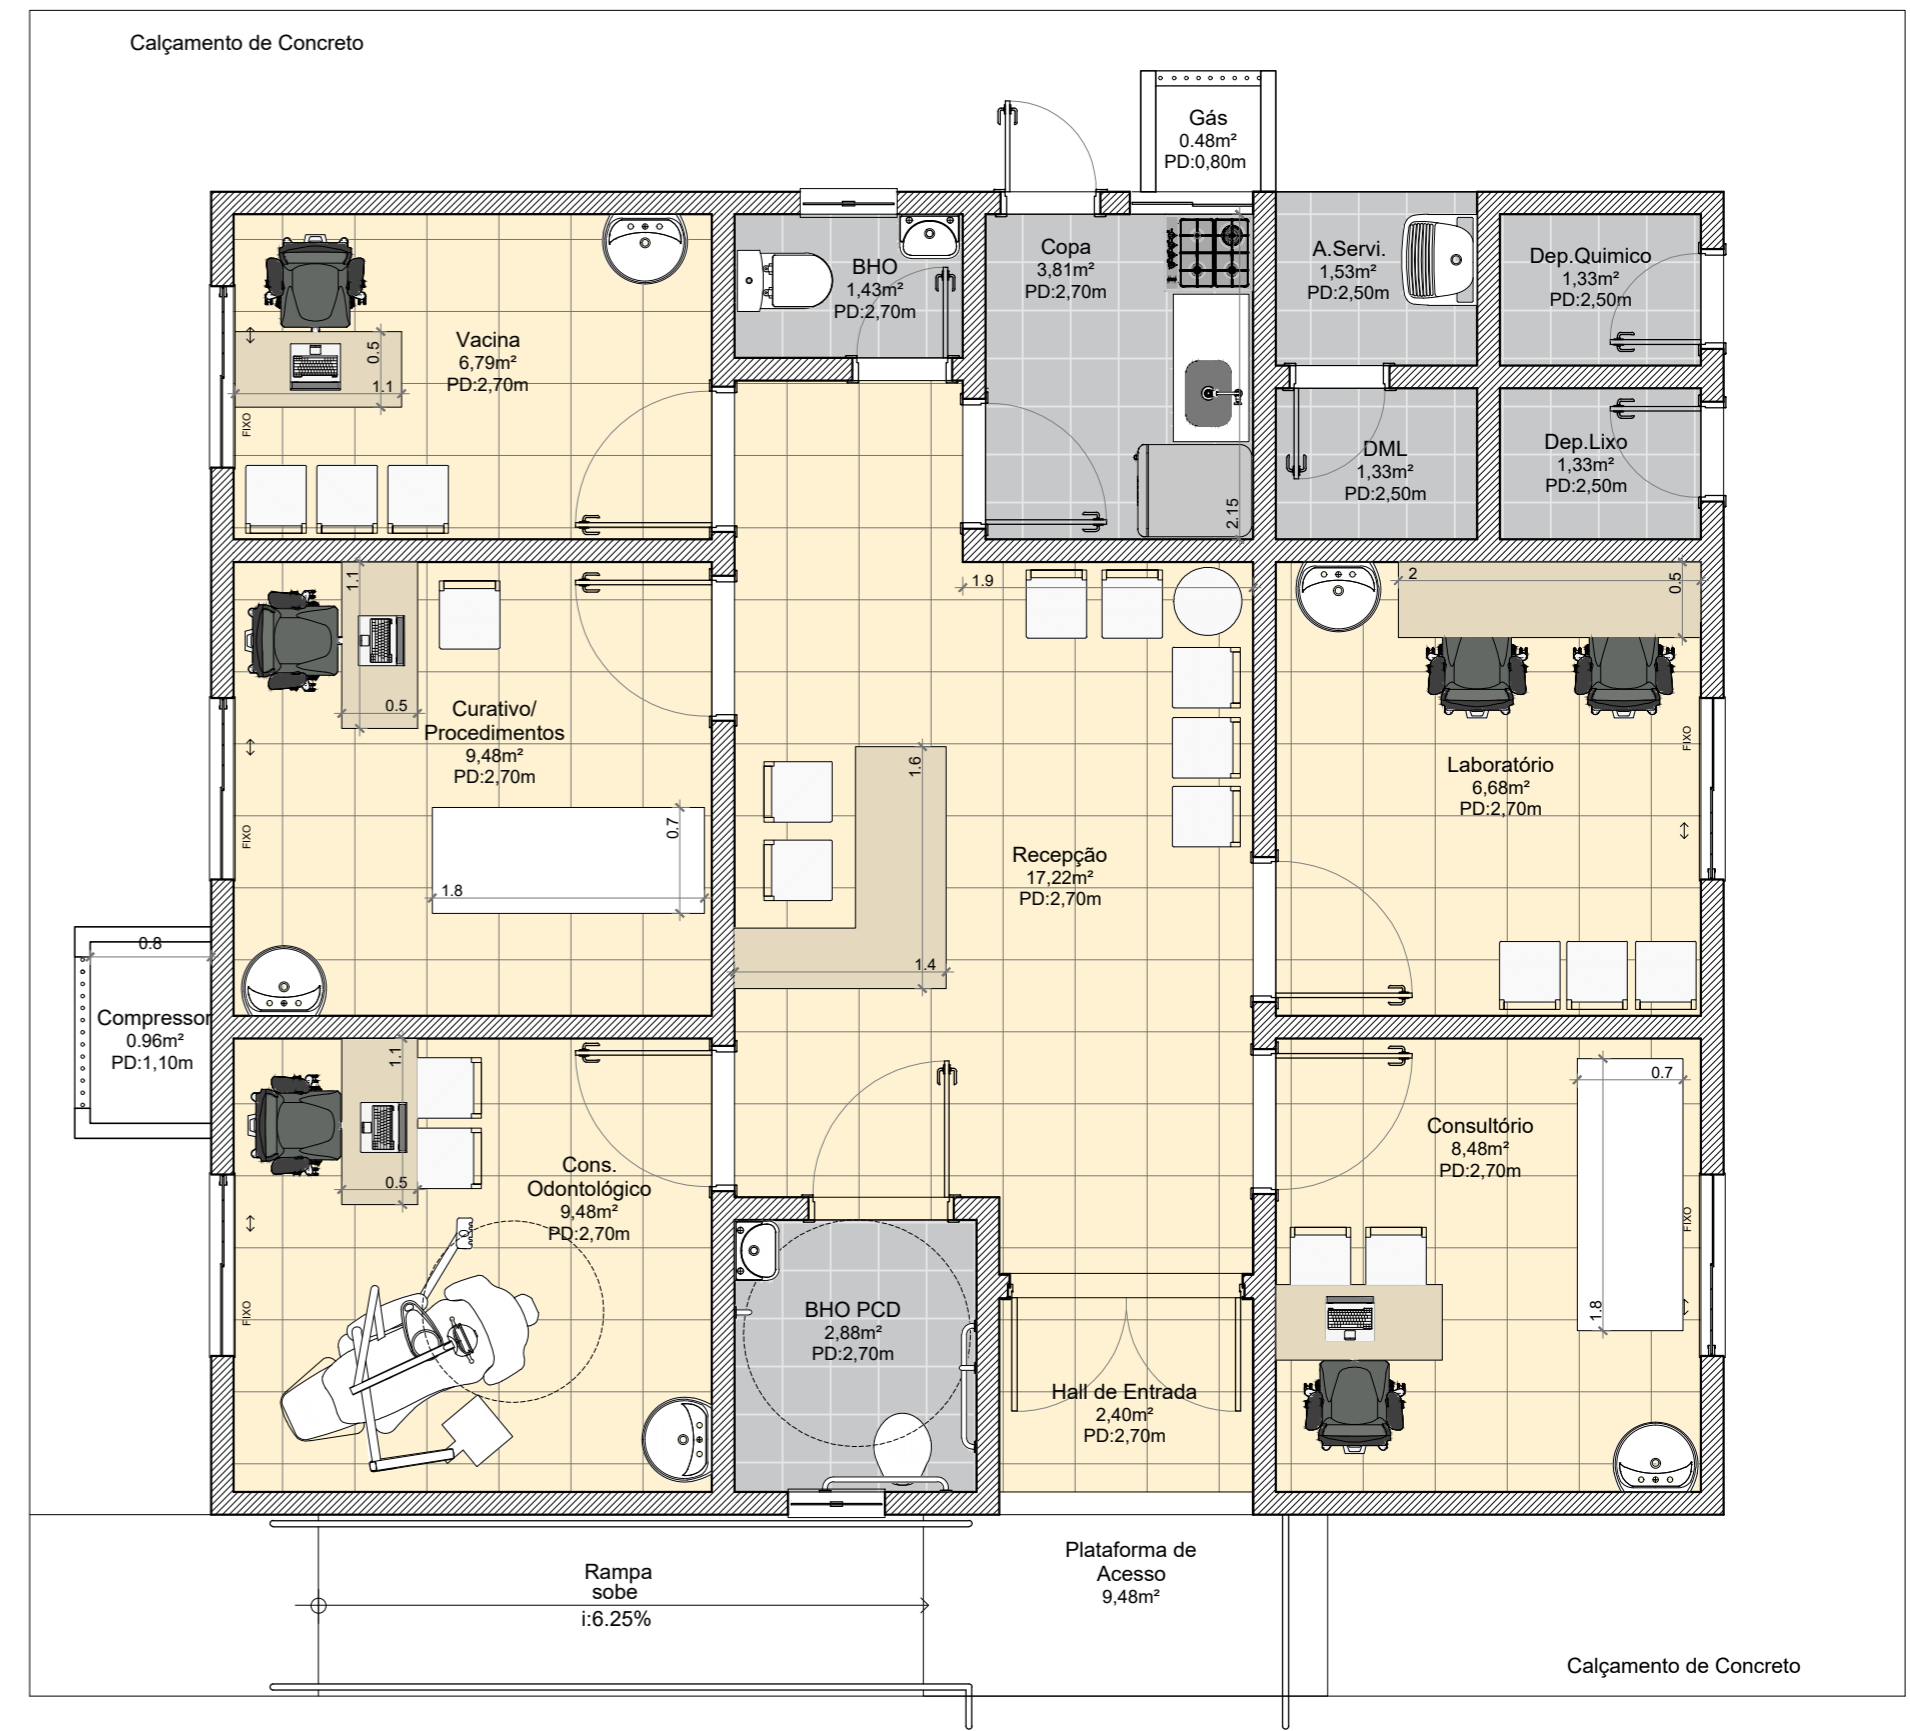 Calçamento de Concreto
Gás
0.48m²
PD:0,80m
Vacina
6,79m²
PD:2,70m
0.5
1.1
FIXO
BHO
1,43m²
PD:2,70m
Copa
3,81m²
PD:2,70m
2.15
A.Servi.
1,53m²
PD:2,50m
Dep.Quimico
1,33m²
PD:2,50m
DML
1,33m²
PD:2,50m
Dep.Lixo
1,33m²
PD:2,50m
1.1
0.5
Curativo/
Procedimentos
9,48m²
PD:2,70m
0.7
1.8
FIXO
1.9
1.6
1.4
Recepção
17,22m²
PD:2,70m
2
0.5
FIXO
Laboratório
6,68m²
PD:2,70m
0.8
Compressor
0.96m²
PD:1,10m
1.1
0.5
Cons.
Odontológico
9,48m²
PD:2,70m
FIXO
BHO PCD
2,88m²
PD:2,70m
Hall de Entrada
2,40m²
PD:2,70m
0.7
Consultório
8,48m²
PD:2,70m
FIXO
1.8
Rampa
sobe
i:6.25%
Plataforma de
Acesso
9,48m²
Calçamento de Concreto